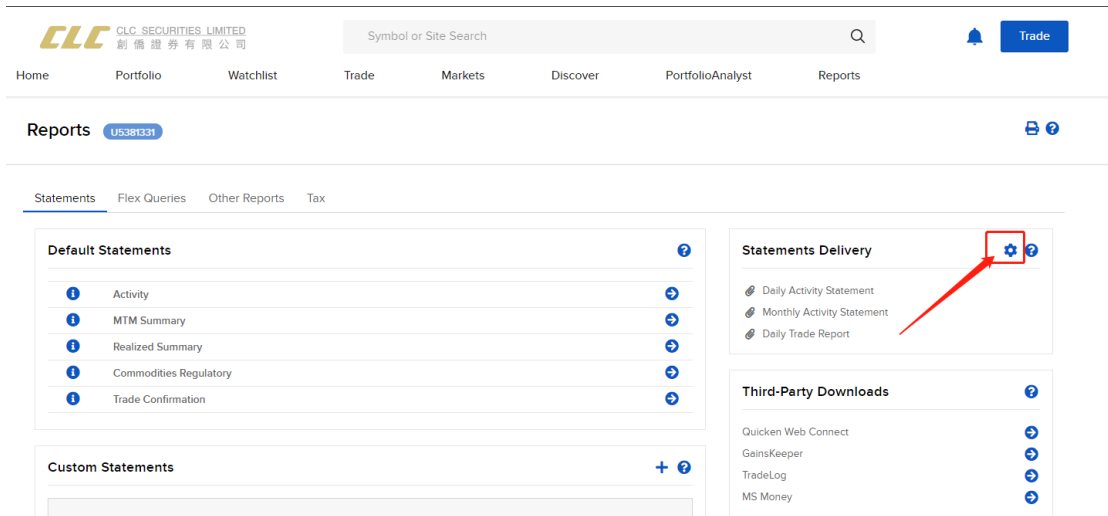 CLC CLC SECURITIES LIMITED
創僑證券有限公司
Symbol or Site Search
Trade
Home Portfolio Watchlist Trade Markets Discover PortfolioAnalyst Reports
Reports U5381331
Statements Flex Queries Other Reports Tax
Default Statements
Activity
MTM Summary
Realized Summary
Commodities Regulatory
Trade Confirmation
Custom Statements
Statements Delivery
Daily Activity Statement
Monthly Activity Statement
Daily Trade Report
Third-Party Downloads
Quicken Web Connect
GainsKeeper
TradeLog
MS Money